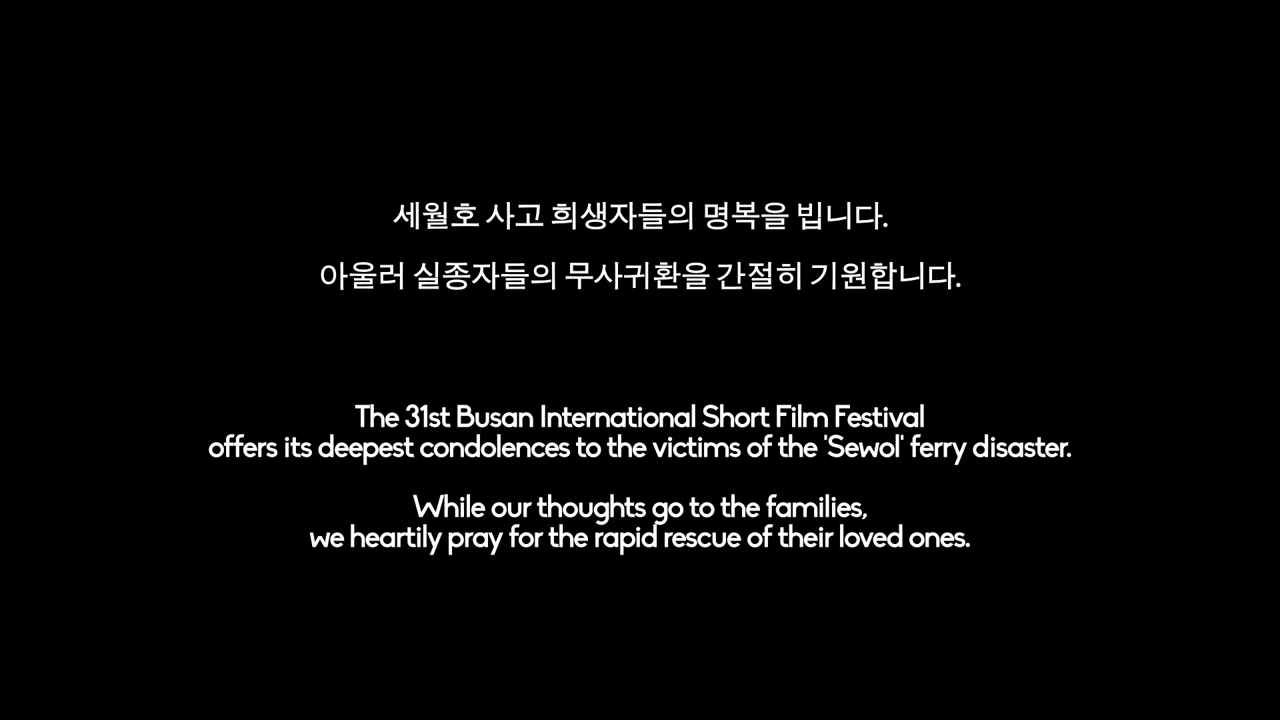 세월호 사고 희생자들의 명복을 빕니다.
아울러 실종자들의 무사귀환을 간절히 기원합니다.
The 31st Busan International Short Film Festival
offers its deepest condolences to the victims of the 'Sewol' ferry disaster.
While our thoughts go to the families,
we heartily pray for the rapid rescue of their loved ones.